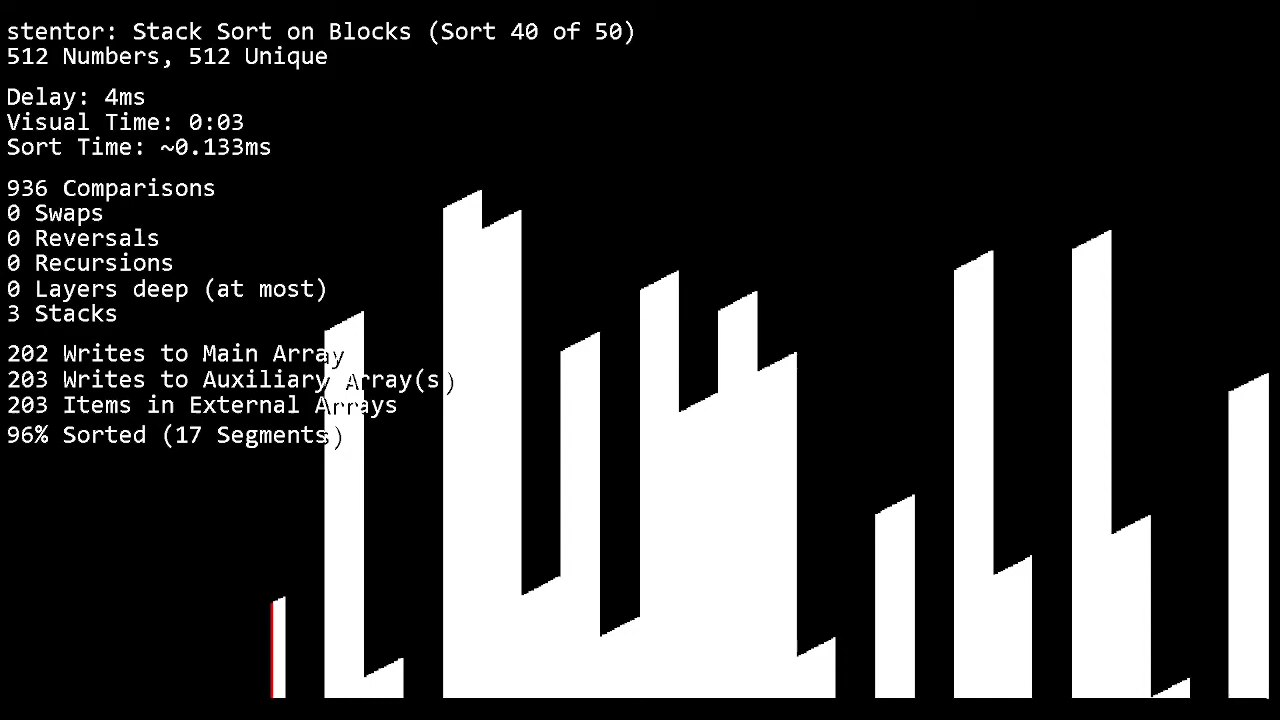 stentor: Stack Sort on Blocks (Sort 40 of 50)
512 Numbers, 512 Unique
Delay: 4ms
Visual Time: 0:03
Sort Time: ~0.133ms
936 Comparisons
0 Swaps
0 Reversals
0 Recursions
0 Layers deep (at most)
3 Stacks
202 Writes to Main Array
203 Writes to Auxiliary Array(s)
203 Items in External Arrays
96% Sorted (17 Segments)